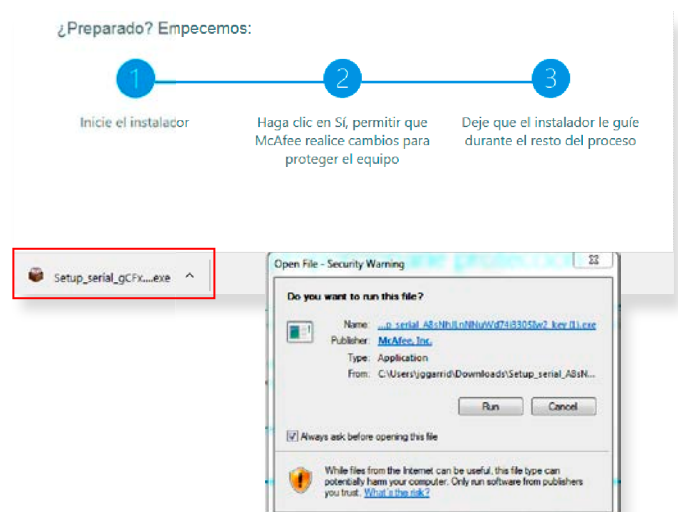 ¿Preparado? Empecemos:
1
2
3
Inicie el instalador
Haga clic en Sí, permitir que
McAfee realice cambios para
proteger el equipo
Deje que el instalador le guíe
durante el resto del proceso
Setup_serial_gCFx....exe
Open File - Security Warning
Do you want to run this file?
Name:
Publisher: McAfee, Inc.
Type: Application
From: C:\Users\jggarrid\Downloads\Setup_serial_A8sN...
Run
Cancel
Always ask before opening this file
While files from the Internet can be useful, this file type can
potentially harm your computer. Only run software from publishers
you trust. What's the risk?